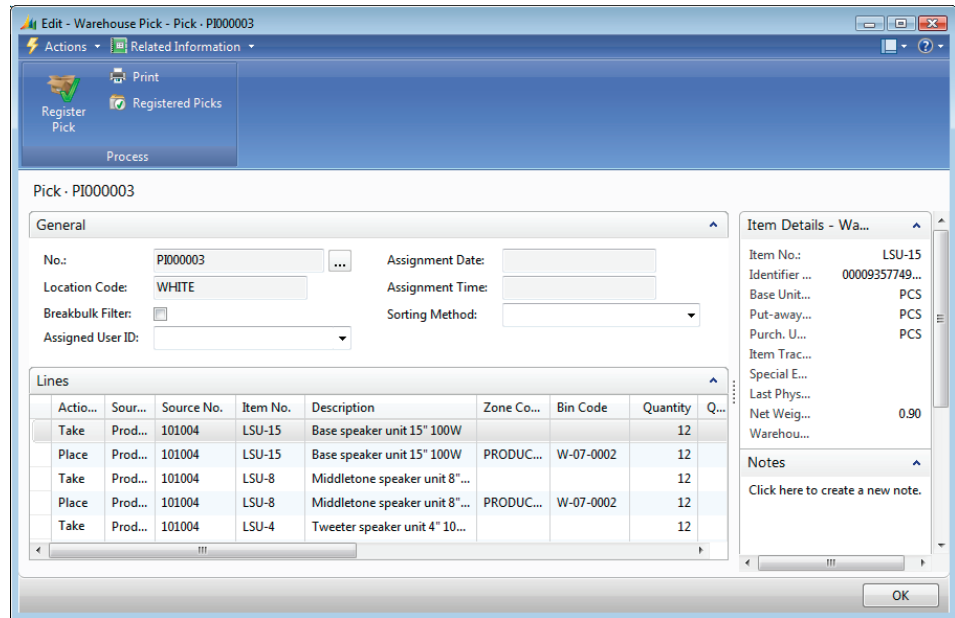 Edit - Warehouse Pick - Pick · PI000003
Actions Related Information
Register Pick
Print
Registered Picks
Process
Pick · PI000003
General
No.: PI000003 ...
Location Code: WHITE
Breakbulk Filter:
Assigned User ID:
Assignment Date:
Assignment Time:
Sorting Method:
Lines
Actio... Sour... Source No. Item No. Description Zone Co... Bin Code Quantity Q...
Take Prod... 101004 LSU-15 Base speaker unit 15" 100W 12
Place Prod... 101004 LSU-15 Base speaker unit 15" 100W PRODUC... W-07-0002 12
Take Prod... 101004 LSU-8 Middletone speaker unit 8"... 12
Place Prod... 101004 LSU-8 Middletone speaker unit 8"... PRODUC... W-07-0002 12
Take Prod... 101004 LSU-4 Tweeter speaker unit 4" 10... 12
Item Details - Wa...
Item No.: LSU-15
Identifier ... 00009357749...
Base Unit... PCS
Put-away... PCS
Purch. U... PCS
Item Trac...
Special E...
Last Phys...
Net Weig... 0.90
Warehou...
Notes
Click here to create a new note.
OK